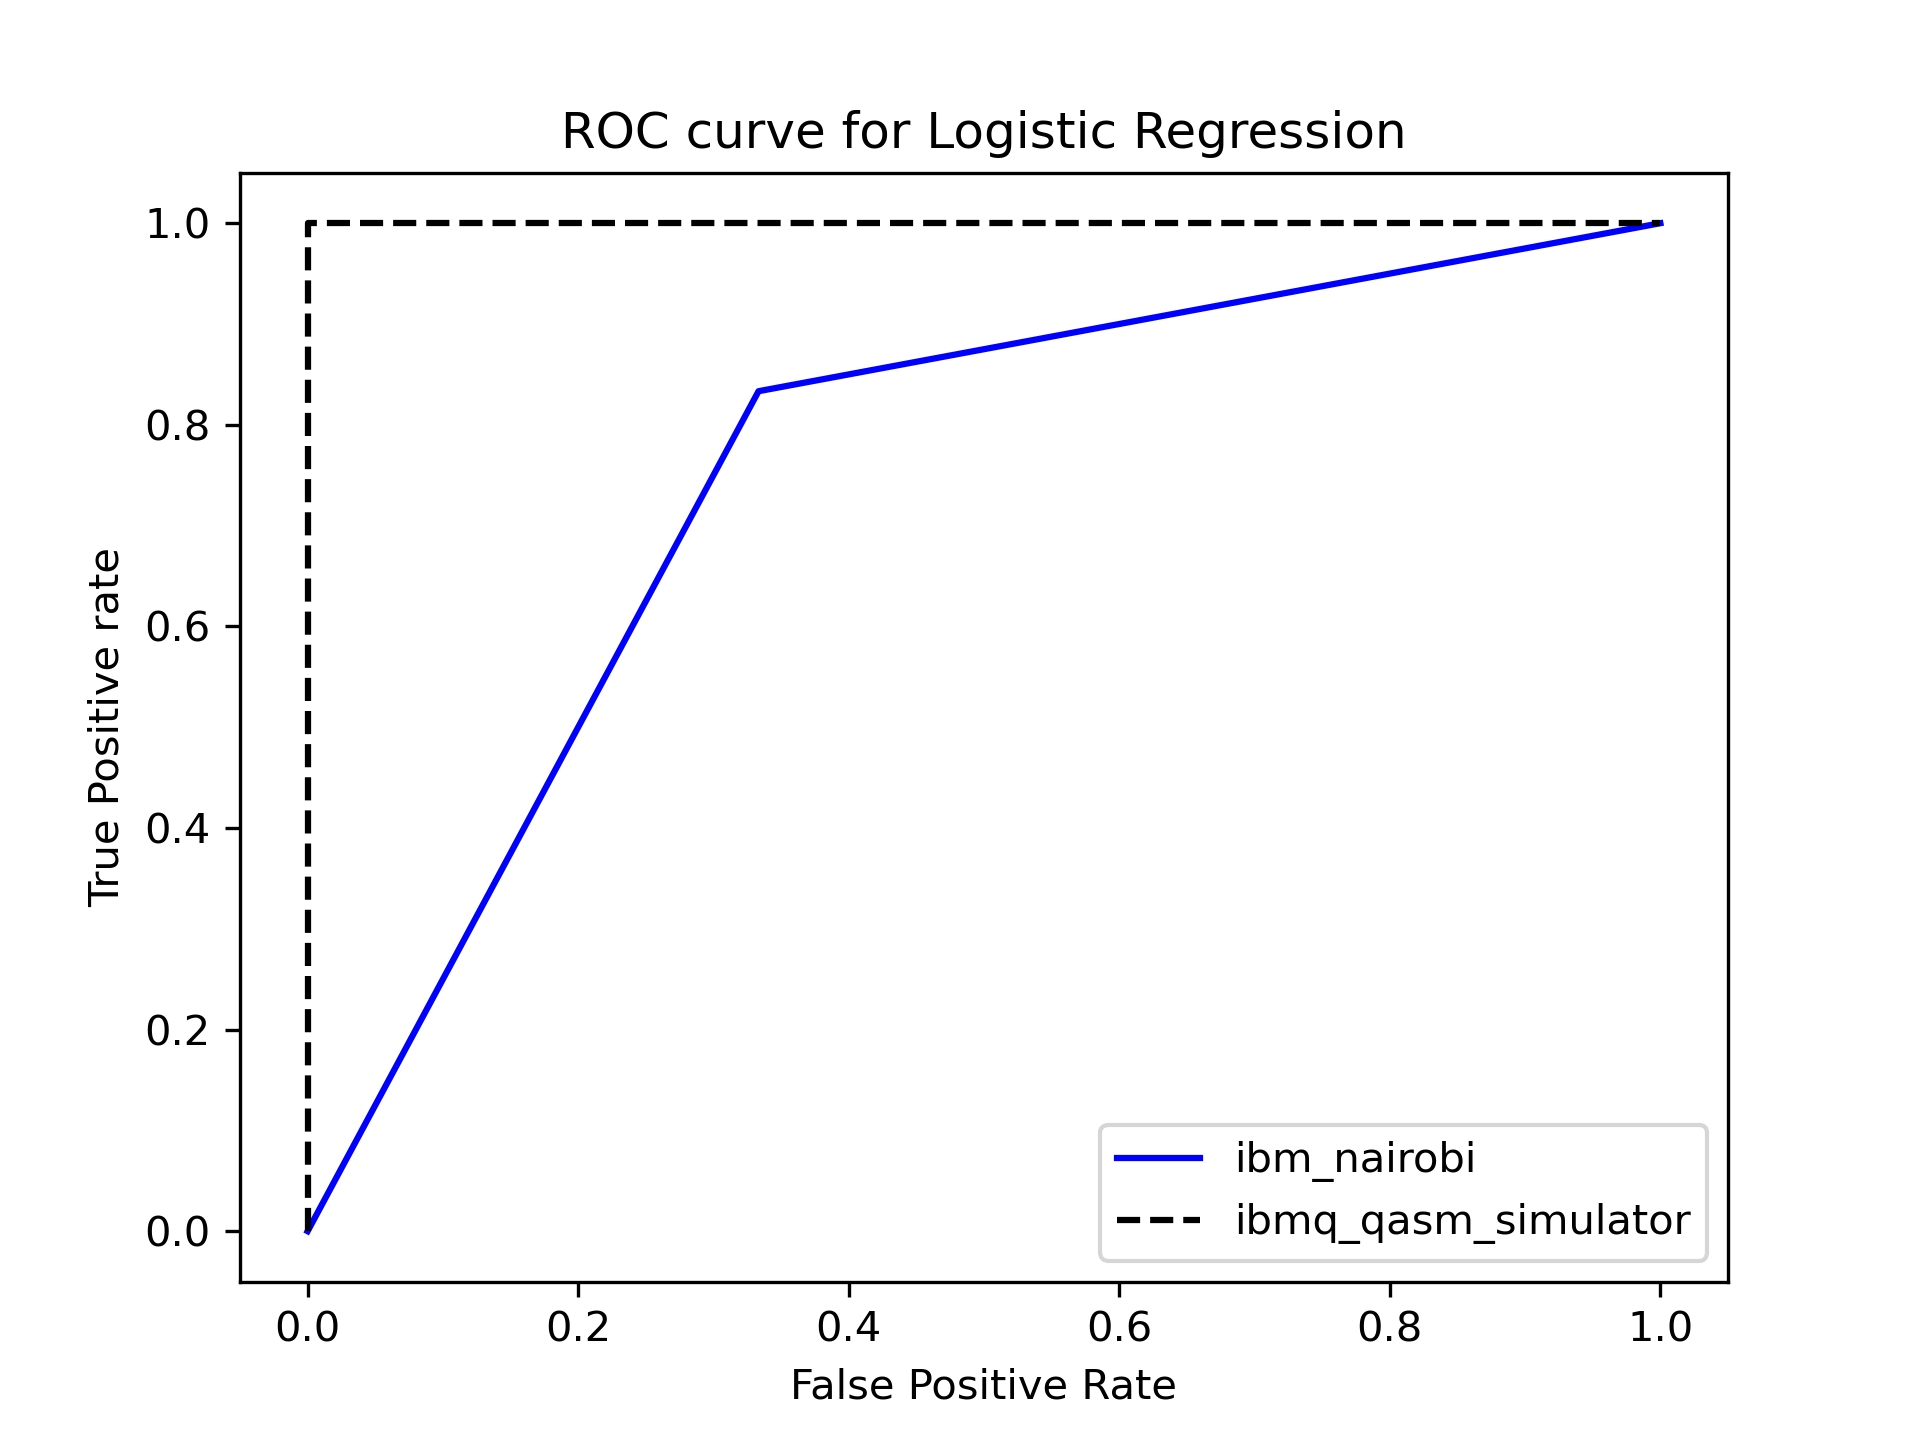 ROC curve for Logistic Regression
True Positive rate
1.0
0.8
0.6
0.4
0.2
0.0
ibm_nairobi
ibmq_qasm_simulator
0.0 0.2 0.4 0.6 0.8 1.0
False Positive Rate